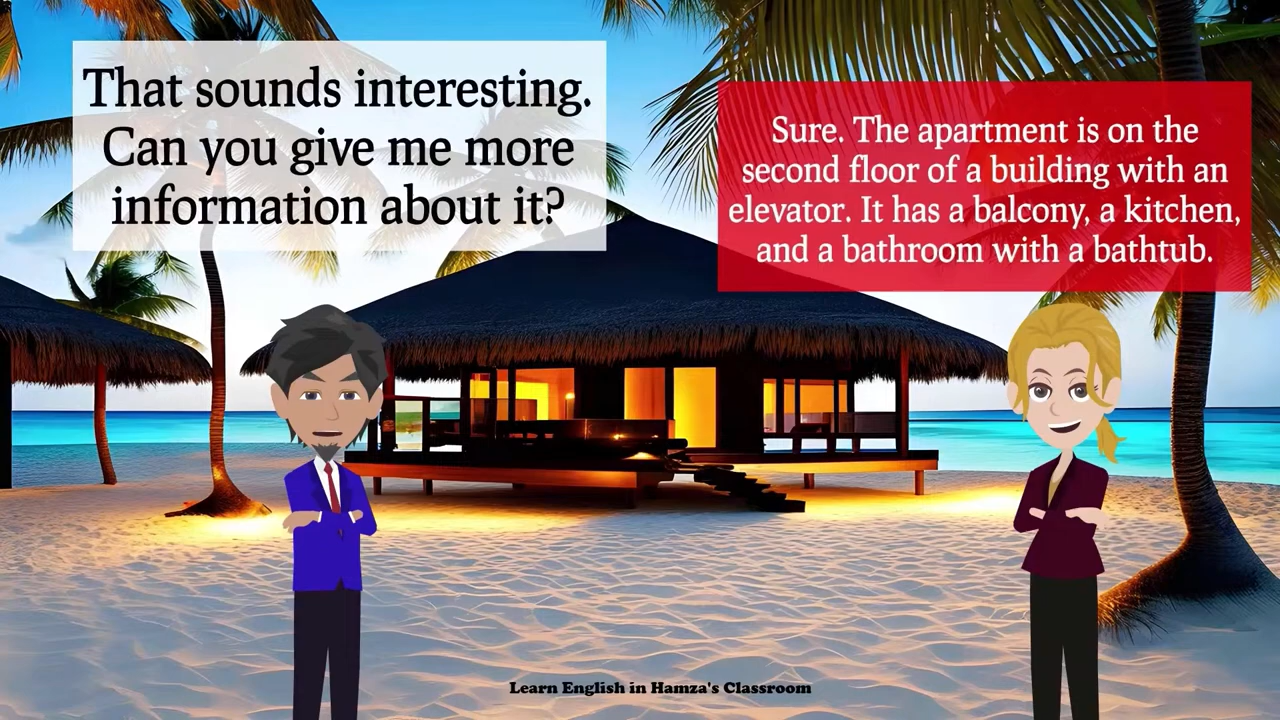 That sounds interesting.
Can you give me more
information about it?
Sure. The apartment is on the
second floor of a building with an
elevator. It has a balcony, a kitchen,
and a bathroom with a bathtub.
Learn English in Hamza's Classroom